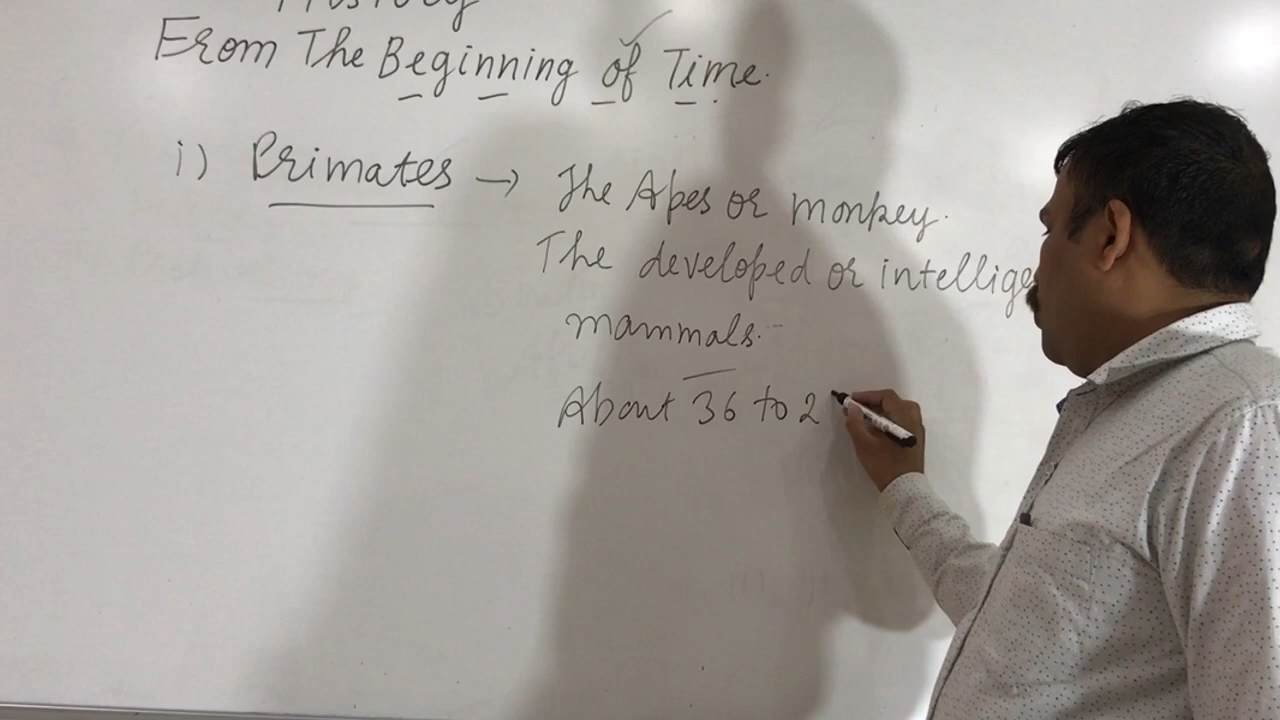 History
From The Beginning of Time.
i) Primates → The Apes or monkey.
The developed or intellige
mammals.
About 36 to 2